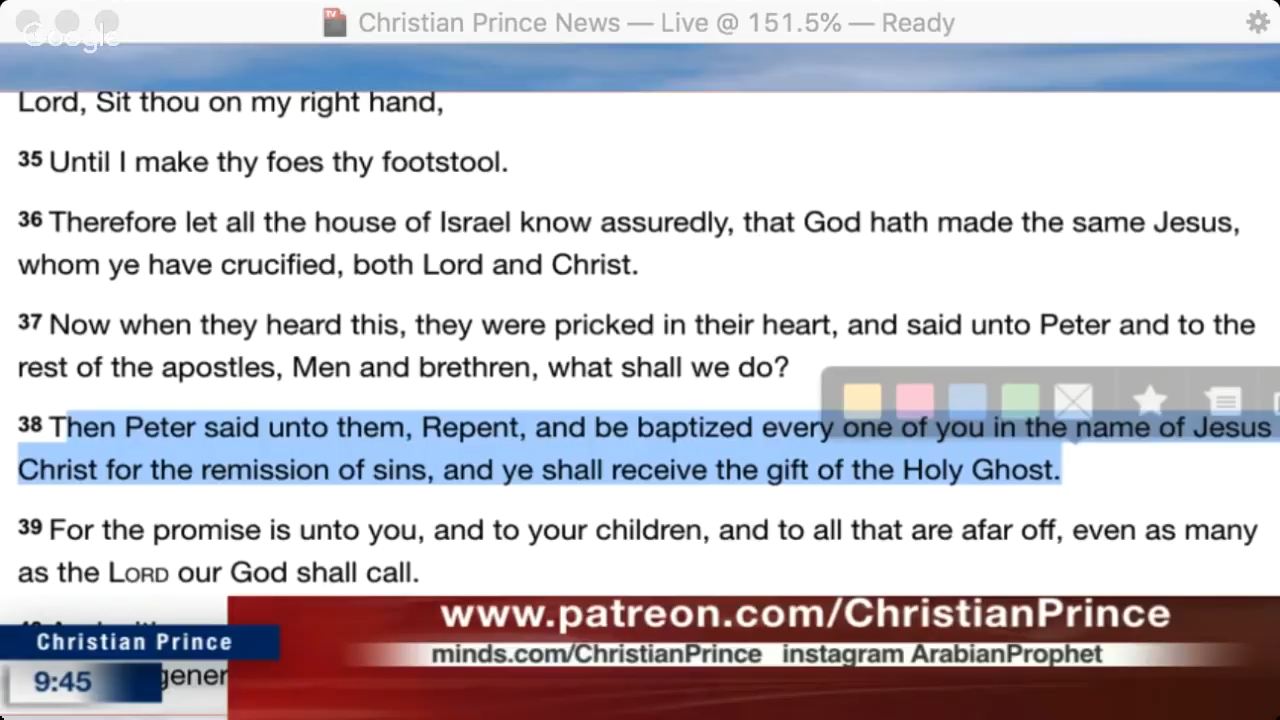 Christian Prince News — Live @ 151.5% — Ready
Google
Lord, Sit thou on my right hand,
35 Until I make thy foes thy footstool.
36 Therefore let all the house of Israel know assuredly, that God hath made the same Jesus,
whom ye have crucified, both Lord and Christ.
37 Now when they heard this, they were pricked in their heart, and said unto Peter and to the
rest of the apostles, Men and brethren, what shall we do?
38 Then Peter said unto them, Repent, and be baptized every one of you in the name of Jesus
Christ for the remission of sins, and ye shall receive the gift of the Holy Ghost.
39 For the promise is unto you, and to your children, and to all that are afar off, even as many
as the LORD our God shall call.
www.patreon.com/ChristianPrince
Christian Prince
minds.com/ChristianPrince instagram ArabianProphet
9:45
gener